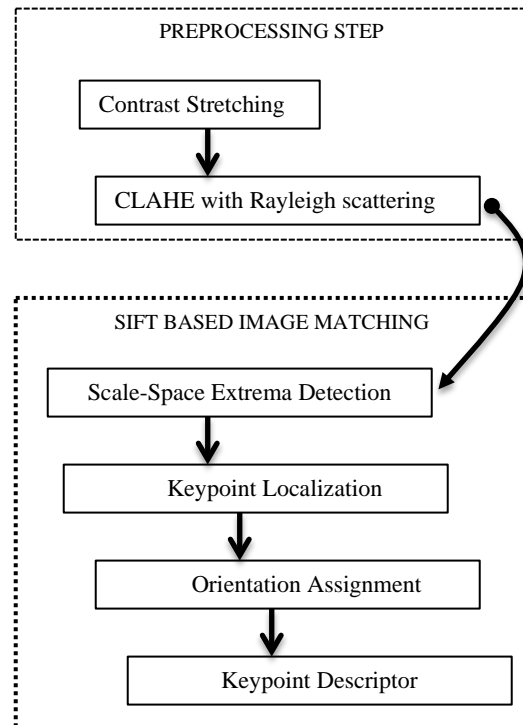 PREPROCESSING STEP
Contrast Stretching
CLAHE with Rayleigh scattering
SIFT BASED IMAGE MATCHING
Scale-Space Extrema Detection
Keypoint Localization
Orientation Assignment
Keypoint Descriptor